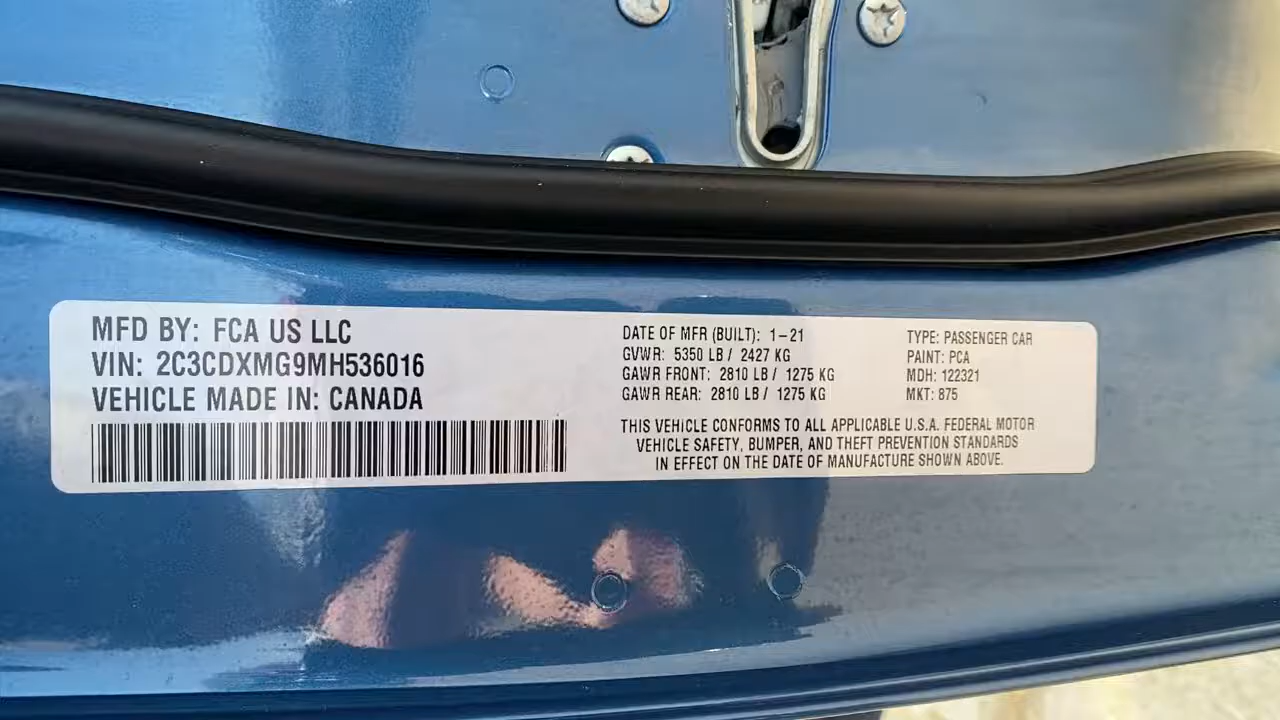 MFD BY: FCA US LLC
VIN: 2C3CDXMG9MH536016
VEHICLE MADE IN: CANADA
DATE OF MFR (BUILT): 1-21
GVWR: 5350 LB / 2427 KG
GAWR FRONT: 2810 LB / 1275 KG
GAWR REAR: 2810 LB / 1275 KG
TYPE: PASSENGER CAR
PAINT: PCA
MDH: 122321
MKT: 875
THIS VEHICLE CONFORMS TO ALL APPLICABLE U.S.A. FEDERAL MOTOR
VEHICLE SAFETY, BUMPER, AND THEFT PREVENTION STANDARDS
IN EFFECT ON THE DATE OF MANUFACTURE SHOWN ABOVE.